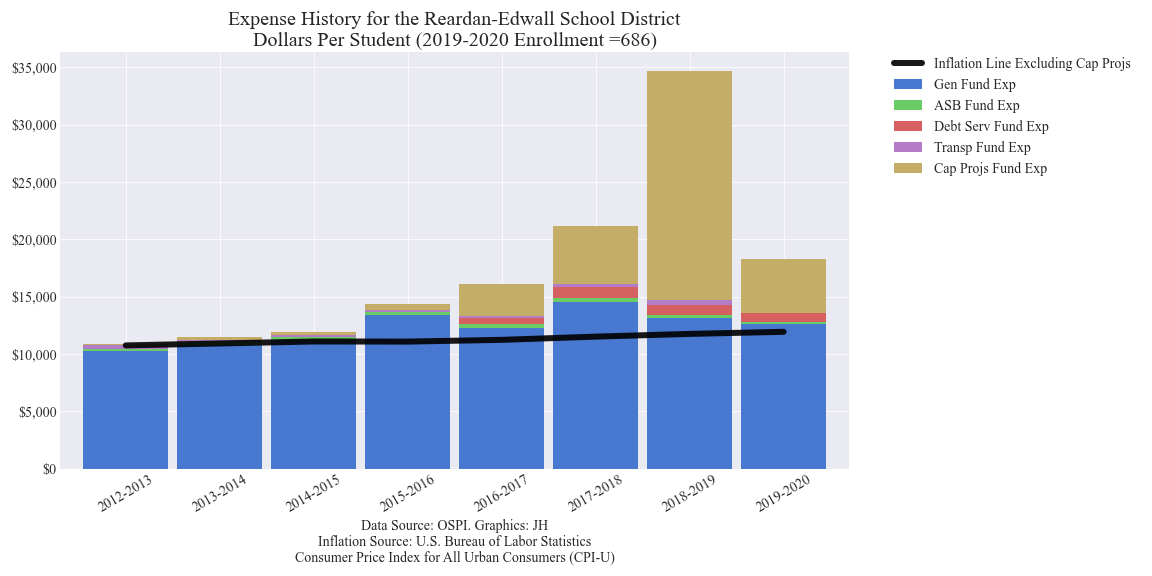 Expense History for the Reardan-Edwall School District
Dollars Per Student (2019-2020 Enrollment =686)
$35,000
$30,000
$25,000
$20,000
$15,000
$10,000
$5,000
$0
2012-2013
2013-2014
2014-2015
2015-2016
2016-2017
2017-2018
2018-2019
2019-2020
Data Source: OSPI. Graphics: JH
Inflation Source: U.S. Bureau of Labor Statistics
Consumer Price Index for All Urban Consumers (CPI-U)
Inflation Line Excluding Cap Projs
Gen Fund Exp
ASB Fund Exp
Debt Serv Fund Exp
Transp Fund Exp
Cap Projs Fund Exp